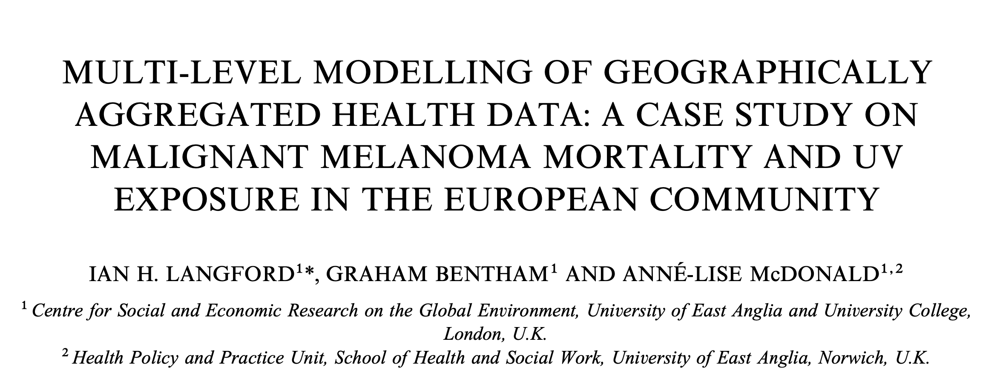 MULTI-LEVEL MODELLING OF GEOGRAPHICALLY
AGGREGATED HEALTH DATA: A CASE STUDY ON
MALIGNANT MELANOMA MORTALITY AND UV
EXPOSURE IN THE EUROPEAN COMMUNITY
IAN H. LANGFORD¹*, GRAHAM BENTHAM¹ AND ANNÉ-LISE McDONALD¹,²
¹ Centre for Social and Economic Research on the Global Environment, University of East Anglia and University College,
London, U.K.
² Health Policy and Practice Unit, School of Health and Social Work, University of East Anglia, Norwich, U.K.